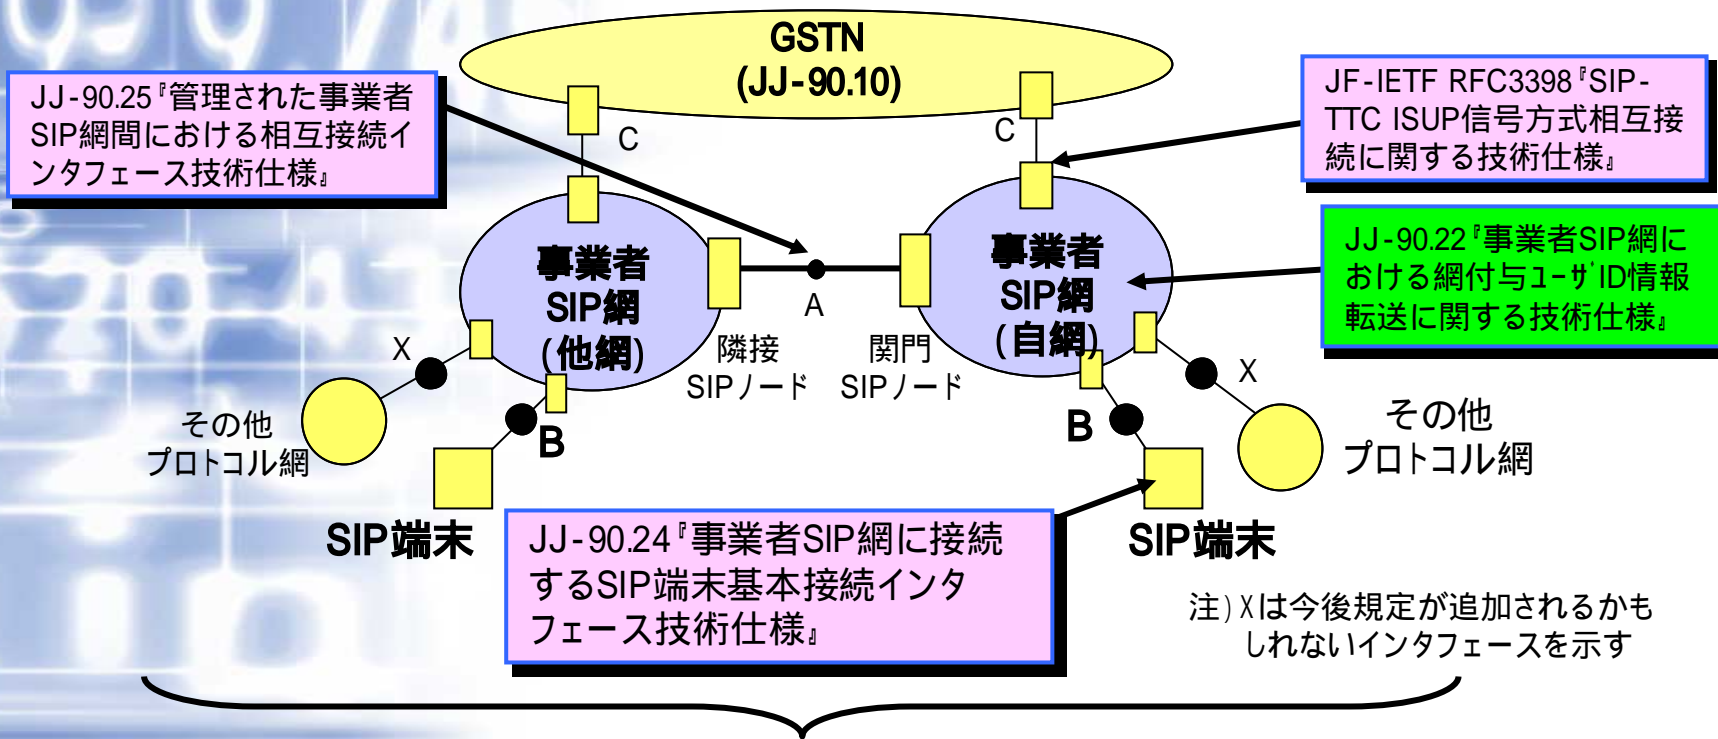 GSTN
(JJ-90.10)
JJ-90.25『管理された事業者
SIP網間における相互接続イ
ンタフェース技術仕様』
JF-IETF RFC3398『SIP-
TTC ISUP信号方式相互接
続に関する技術仕様』
C
C
JJ-90.22『事業者SIP網に
おける網付与ﾕｰｻﾞID情報
転送に関する技術仕様』
事業者
SIP網
(他網)
事業者
SIP網
(自網)
A
隣接
SIPノード
関門
SIPノード
X
X
その他
プロトコル網
B
B
その他
プロトコル網
SIP端末
SIP端末
JJ-90.24『事業者SIP網に接続
するSIP端末基本接続インタ
フェース技術仕様』
注)Xは今後規定が追加されるかも
しれないインタフェースを示す